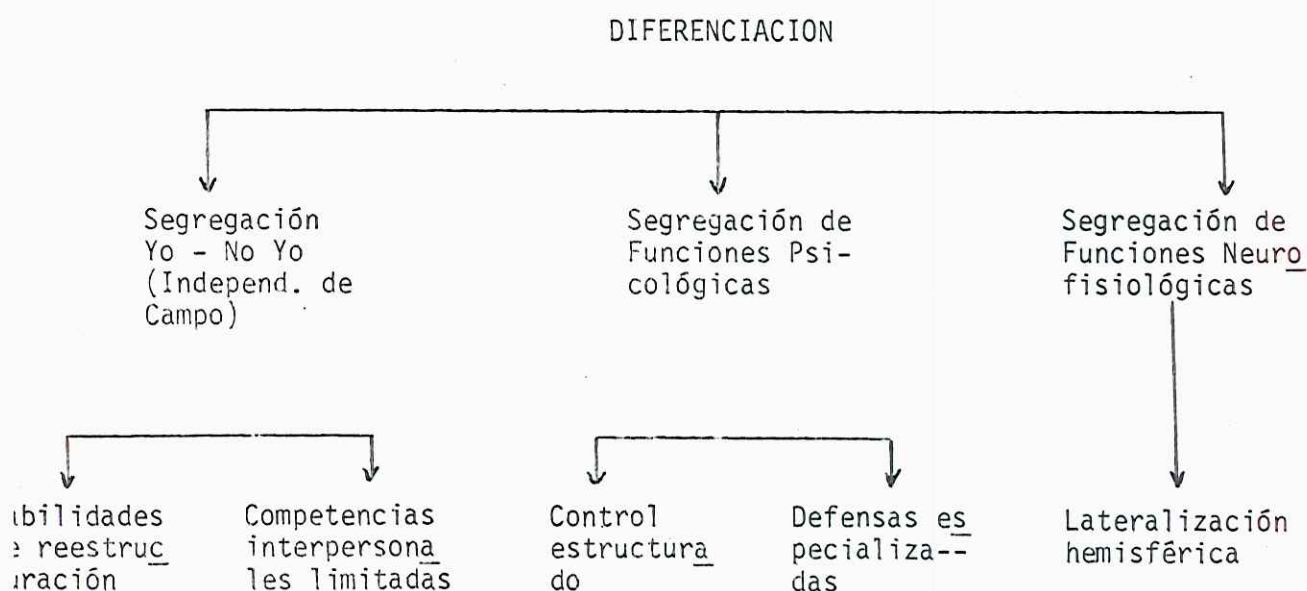 DIFERENCIACION
Segregación
Yo - No Yo
(Independ. de
Campo)
Segregación de
Funciones Psi-
cológicas
Segregación de
Funciones Neuro
fisiológicas
reestruc
Competencias
interpersona
les limitadas
Control
estructura
do
Defensas es
pecializa--
das
Lateralización
hemisférica